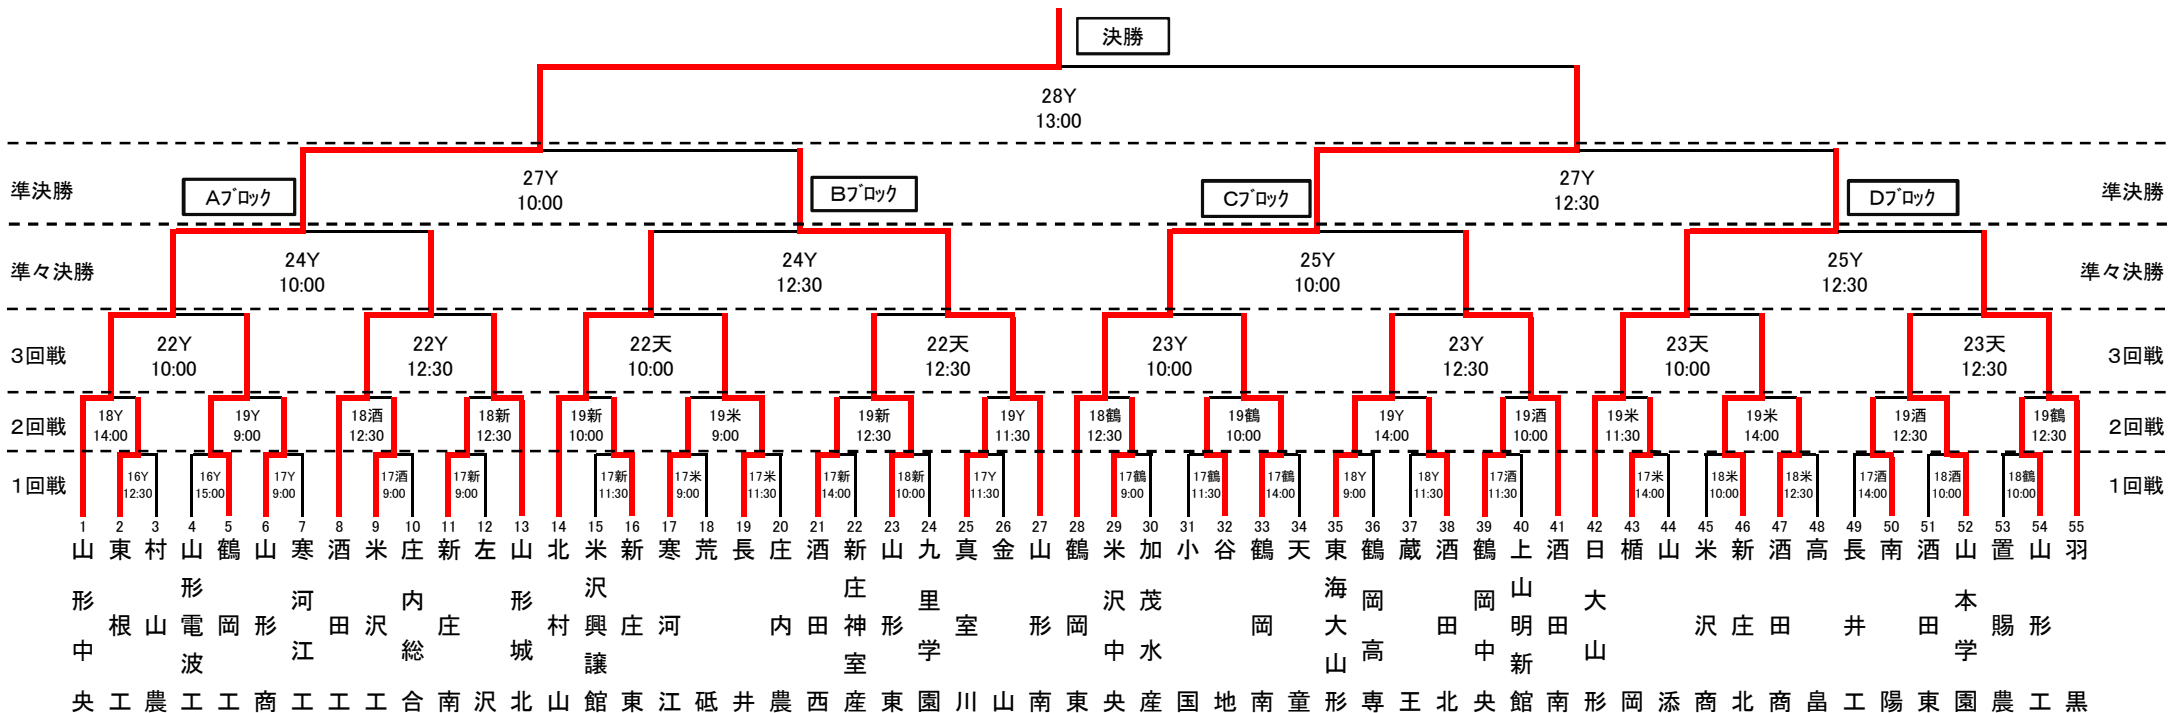 決勝
28Y
13:00
準決勝
Aブロック
27Y
10:00
Bブロック
Cブロック
27Y
12:30
Dブロック
準決勝
準々決勝
24Y
10:00
24Y
12:30
25Y
10:00
25Y
12:30
準々決勝
3回戦
22Y
10:00
22Y
12:30
22天
10:00
22天
12:30
23Y
10:00
23Y
12:30
23天
10:00
23天
12:30
3回戦
2回戦
18Y
14:00
19Y
9:00
18酒
12:30
18新
12:30
19新
10:00
19米
9:00
19新
12:30
19Y
11:30
18鶴
12:30
19鶴
10:00
19Y
14:00
19酒
10:00
19米
11:30
19米
14:00
19酒
12:30
19鶴
12:30
2回戦
1回戦
16Y
12:30
16Y
15:00
17Y
9:00
17酒
9:00
17新
9:00
17新
11:30
17米
9:00
17米
11:30
17新
14:00
18新
10:00
17Y
11:30
17鶴
9:00
17鶴
11:30
17鶴
14:00
18Y
9:00
18Y
11:30
17酒
11:30
17米
14:00
18米
10:00
18米
12:30
17酒
14:00
18酒
10:00
18鶴
10:00
1回戦
1 山形中央
2 東根工
3 村山農
4 山形電波工
5 鶴岡工
6 山形商
7 寒河江工
8 酒田工
9 米沢工
10 庄内総合
11 新庄南
12 左沢
13 山形城北
14 北村山
15 米沢興譲館
16 新庄東
17 寒河江
18 荒砥
19 長井
20 庄内農
21 酒田西
22 新庄神室産
23 山形東
24 九里学園
25 真室川
26 金山
27 山形南
28 鶴岡東
29 米沢中央
30 加茂水産
31 小国
32 谷地
33 鶴岡南
34 天童
35 東海大山形
36 鶴岡高専
37 蔵王
38 酒田北
39 鶴岡中央
40 上山明新館
41 酒田南
42 日大山形
43 楯岡
44 山添
45 米沢商
46 新庄北
47 酒田商
48 高畠
49 長井工
50 南陽
51 酒田東
52 山本学園
53 置賜農
54 山形工
55 羽黒